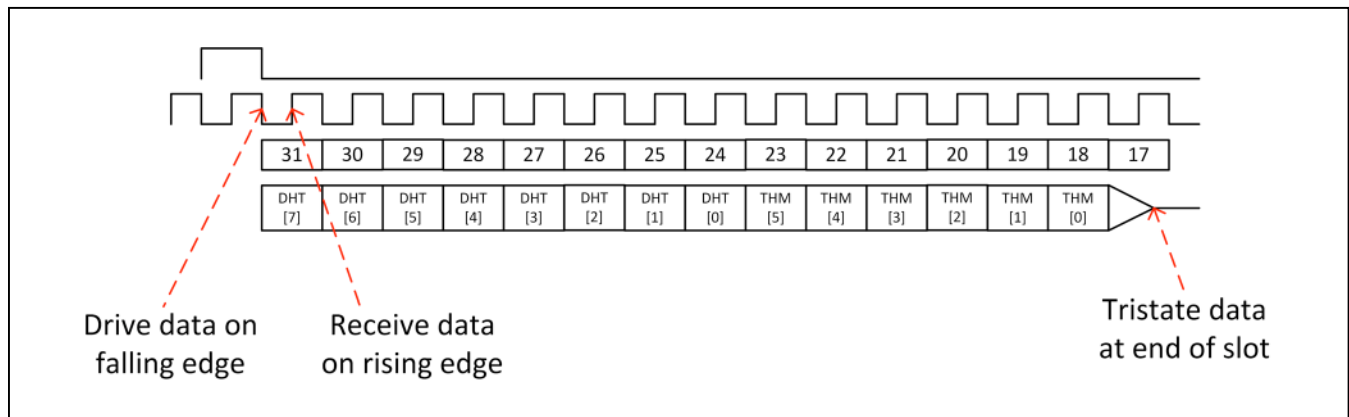 31 30 29 28 27 26 25 24 23 22 21 20 19 18 17
DHT DHT DHT DHT DHT DHT DHT DHT THM THM THM THM THM THM
[7] [6] [5] [4] [3] [2] [1] [0] [5] [4] [3] [2] [1] [0]
Drive data on
falling edge
Receive data
on rising edge
Tristate data
at end of slot